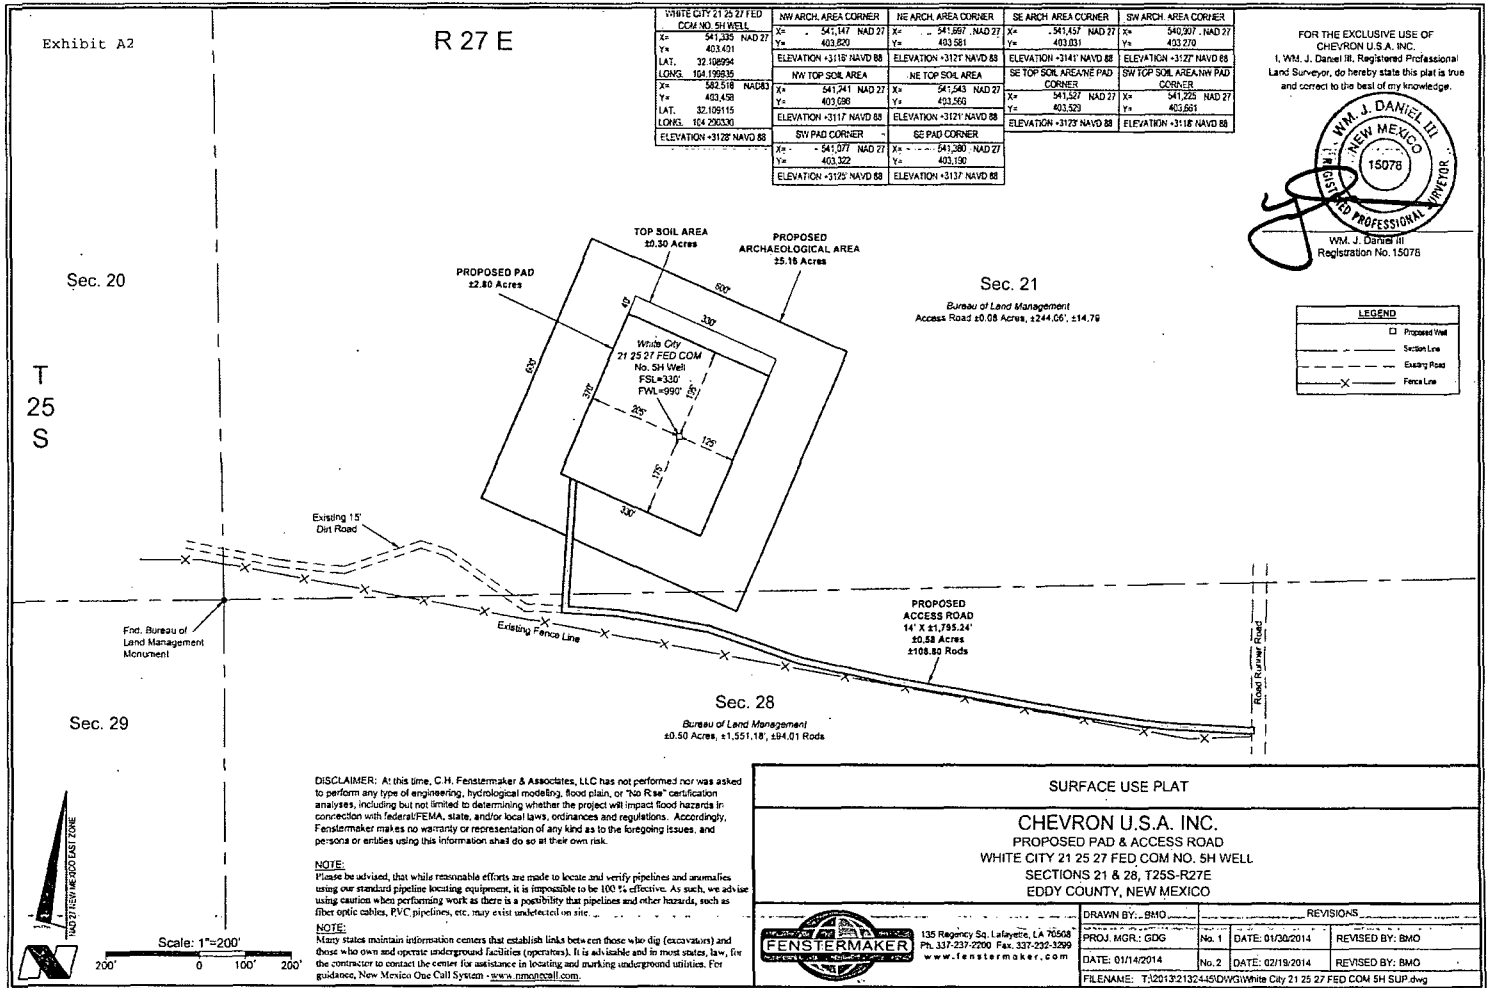 Exhibit A2
R 27 E
WHITE CITY 21 25 27 FED
COM NO. 5H WELL
X= 541,335 NAD 27
Y= 403,401
LAT. 32.108994
LONG. 104.199835
X= 582,518 NAD83
Y= 403,458
LAT. 32.109115
LONG. 104.200330
ELEVATION +3128' NAVD 88
NW ARCH. AREA CORNER
X= 541,147 NAD 27
Y= 403,820
ELEVATION +3116' NAVD 88
NE ARCH. AREA CORNER
X= 541,697 NAD 27
Y= 403,581
ELEVATION +3121' NAVD 88
SE ARCH. AREA CORNER
X= 541,457 NAD 27
Y= 403,031
ELEVATION +3141' NAVD 88
SW ARCH. AREA CORNER
X= 540,907 NAD 27
Y= 403,270
ELEVATION +3127' NAVD 88
NW TOP SOIL AREA
X= 541,241 NAD 27
Y= 403,698
ELEVATION +3117' NAVD 88
NE TOP SOIL AREA
X= 541,543 NAD 27
Y= 403,566
ELEVATION +3121' NAVD 88
SE TOP SOIL AREA/NE PAD
CORNER
X= 541,527 NAD 27
Y= 403,529
ELEVATION +3123' NAVD 88
SW TOP SOIL AREA/NW PAD
CORNER
X= 541,225 NAD 27
Y= 403,661
ELEVATION +3118' NAVD 88
SW PAD CORNER
X= 541,077 NAD 27
Y= 403,322
ELEVATION +3125' NAVD 88
SE PAD CORNER
X= 541,380 NAD 27
Y= 403,190
ELEVATION +3137' NAVD 88
FOR THE EXCLUSIVE USE OF
CHEVRON U.S.A. INC.
I, WM. J. Daniel III, Registered Professional
Land Surveyor, do hereby state this plat is true
and correct to the best of my knowledge.
WM. J. DANIEL III
NEW MEXICO
15078
REGISTERED PROFESSIONAL SURVEYOR
WM. J. Daniel III
Registration No. 15078
LEGEND
Proposed Well
Section Line
Existing Road
Fence Line
TOP SOIL AREA
±0.30 Acres
PROPOSED
ARCHAEOLOGICAL AREA
±5.16 Acres
PROPOSED PAD
±2.80 Acres
Sec. 20
Sec. 21
Bureau of Land Management
Access Road ±0.08 Acres, ±244.06', ±14.79
600'
40'
330'
600'
370'
White City
21 25 27 FED COM
No. 5H Well
FSL=330'
FWL=990'
195'
205'
125'
175'
330'
T
25
S
Existing 15'
Dirt Road
Fnd. Bureau of
Land Management
Monument
Existing Fence Line
PROPOSED
ACCESS ROAD
14' X ±1,795.24'
±0.58 Acres
±108.80 Rods
Road Runner Road
Sec. 29
Sec. 28
Bureau of Land Management
±0.50 Acres, ±1,551.18', ±94.01 Rods
DISCLAIMER: At this time, C.H. Fenstermaker & Associates, LLC has not performed nor was asked
to perform any type of engineering, hydrological modeling, flood plain, or "No Rise" certification
analyses, including but not limited to determining whether the project will impact flood hazards in
connection with federal/FEMA, state, and/or local laws, ordinances and regulations. Accordingly,
Fenstermaker makes no warranty or representation of any kind as to the foregoing issues, and
persons or entities using this information shall do so at their own risk.
NOTE:
Please be advised, that while reasonable efforts are made to locate and verify pipelines and anomalies
using our standard pipeline locating equipment, it is impossible to be 100 % effective. As such, we advise
using caution when performing work as there is a possibility that pipelines and other hazards, such as
fiber optic cables, PVC pipelines, etc. may exist undetected on site.
NOTE:
Many states maintain information centers that establish links between those who dig (excavators) and
those who own and operate underground facilities (operators). It is advisable and in most states, law, for
the contractor to contact the center for assistance in locating and marking underground utilities. For
guidance, New Mexico One Call System - www.nmonecall.com.
NAD 27 NEW MEXICO EAST ZONE
Scale: 1"=200'
200' 0 100' 200'
SURFACE USE PLAT
CHEVRON U.S.A. INC.
PROPOSED PAD & ACCESS ROAD
WHITE CITY 21 25 27 FED COM NO. 5H WELL
SECTIONS 21 & 28, T25S-R27E
EDDY COUNTY, NEW MEXICO
FENSTERMAKER
135 Regency Sq. Lafayette, LA 70508
Ph. 337-237-2200 Fax. 337-232-3299
www.fenstermaker.com
DRAWN BY: BMO
REVISIONS
PROJ. MGR.: GDG
No. 1 DATE: 01/30/2014 REVISED BY: BMO
DATE: 01/14/2014
No. 2 DATE: 02/19/2014 REVISED BY: BMO
FILENAME: T:\2013\2132445\DWG\White City 21 25 27 FED COM 5H SUP.dwg